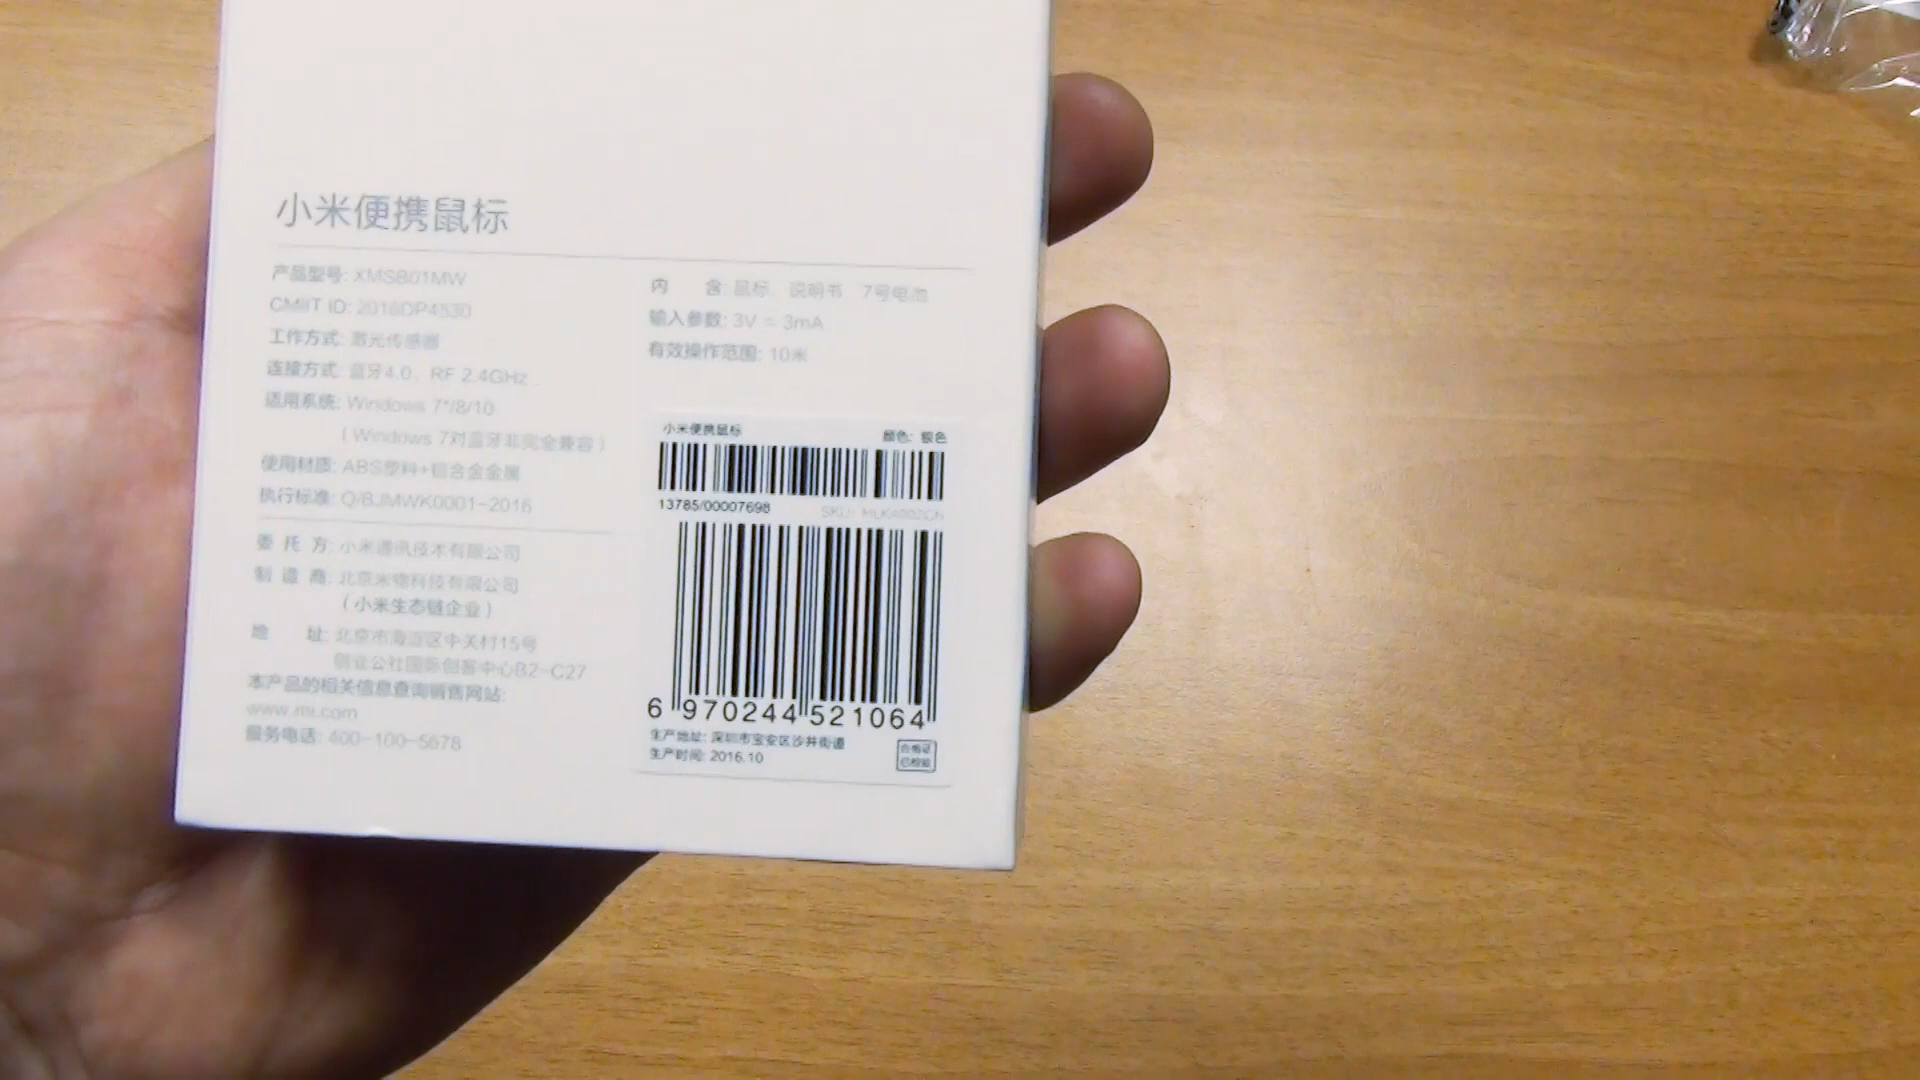 小米便携鼠标
产品型号: XMSB01MW
CMIIT ID: 2016DP4530
工作方式: 激光传感器
连接方式: 蓝牙4.0、RF 2.4GHz
适用系统: Windows 7*/8/10
(Windows 7对蓝牙非完全兼容)
使用材质: ABS塑料+铝合金金属
执行标准: Q/BJMWK0001-2016
委托方: 小米通讯技术有限公司
制造商: 北京米物科技有限公司
(小米生态链企业)
地址: 北京市海淀区中关村15号
创业公社国际创客中心B2-C27
本产品的相关信息查询销售网站:
www.mi.com
服务电话: 400-100-5678
内含: 鼠标、说明书 7号电池
输入参数: 3V = 3mA
有效操作范围: 10米
小米便携鼠标 颜色: 银色
13785/00007698 SKU:
6 970244 521064
生产地址: 深圳市宝安区沙井街道
生产时间: 2016.10
合格证
已检验